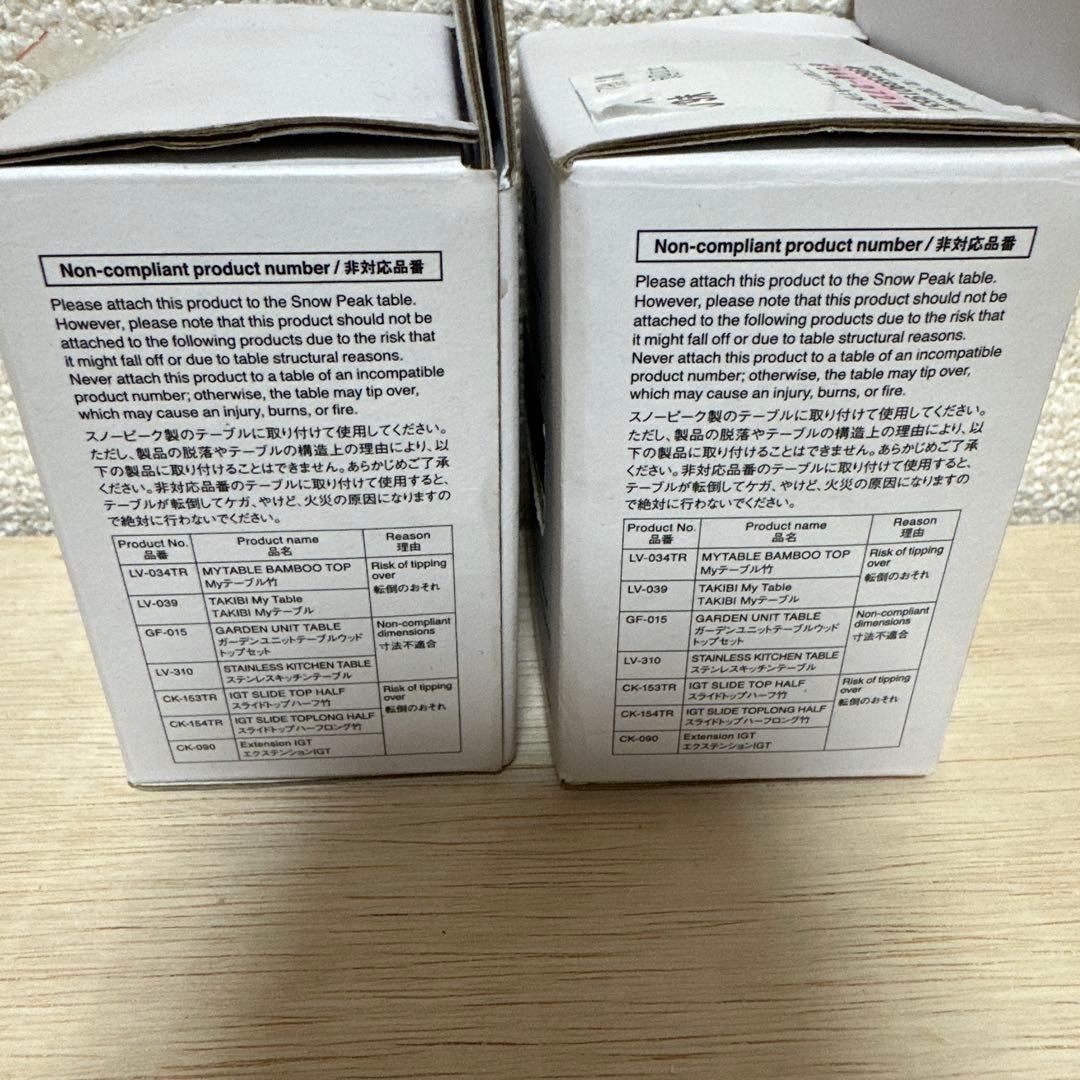 Non-compliant product number / 非対応品番
Please attach this product to the Snow Peak table.
However, please note that this product should not be
attached to the following products due to the risk that
it might fall off or due to table structural reasons.
Never attach this product to a table of an incompatible
product number; otherwise, the table may tip over,
which may cause an injury, burns, or fire.
スノーピーク製のテーブルに取り付けて使用してください。
ただし、製品の脱落やテーブルの構造上の理由により、以
下の製品に取り付けることはできません。あらかじめご了承
ください。非対応品番のテーブルに取り付けて使用すると、
テーブルが転倒してケガ、やけど、火災の原因になりますの
で絶対に行わないでください。
Product No. Product name Reason
品番 品名 理由
LV-034TR MYTABLE BAMBOO TOP Risk of tipping
Myテーブル竹 over
転倒のおそれ
LV-039 TAKIBI My Table
TAKIBI Myテーブル
GF-015 GARDEN UNIT TABLE Non-compliant
ガーデンユニットテーブルウッド dimensions
トップセット 寸法不適合
LV-310 STAINLESS KITCHEN TABLE
ステンレスキッチンテーブル
CK-153TR IGT SLIDE TOP HALF Risk of tipping
スライドトップハーフ竹 over
転倒のおそれ
CK-154TR IGT SLIDE TOPLONG HALF
スライドトップハーフロング竹
CK-090 Extension IGT
エクステンションIGT
Non-compliant product number / 非対応品番
Please attach this product to the Snow Peak table.
However, please note that this product should not be
attached to the following products due to the risk that
it might fall off or due to table structural reasons.
Never attach this product to a table of an incompatible
product number; otherwise, the table may tip over,
which may cause an injury, burns, or fire.
スノーピーク製のテーブルに取り付けて使用してください。
ただし、製品の脱落やテーブルの構造上の理由により、以
下の製品に取り付けることはできません。あらかじめご了承
ください。非対応品番のテーブルに取り付けて使用すると、
テーブルが転倒してケガ、やけど、火災の原因になりますの
で絶対に行わないでください。
Product No. Product name Reason
品番 品名 理由
LV-034TR MYTABLE BAMBOO TOP Risk of tipping
Myテーブル竹 over
転倒のおそれ
LV-039 TAKIBI My Table
TAKIBI Myテーブル
GF-015 GARDEN UNIT TABLE Non-compliant
ガーデンユニットテーブルウッド dimensions
トップセット 寸法不適合
LV-310 STAINLESS KITCHEN TABLE
ステンレスキッチンテーブル
CK-153TR IGT SLIDE TOP HALF Risk of tipping
スライドトップハーフ竹 over
転倒のおそれ
CK-154TR IGT SLIDE TOPLONG HALF
スライドトップハーフロング竹
CK-090 Extension IGT
エクステンションIGT